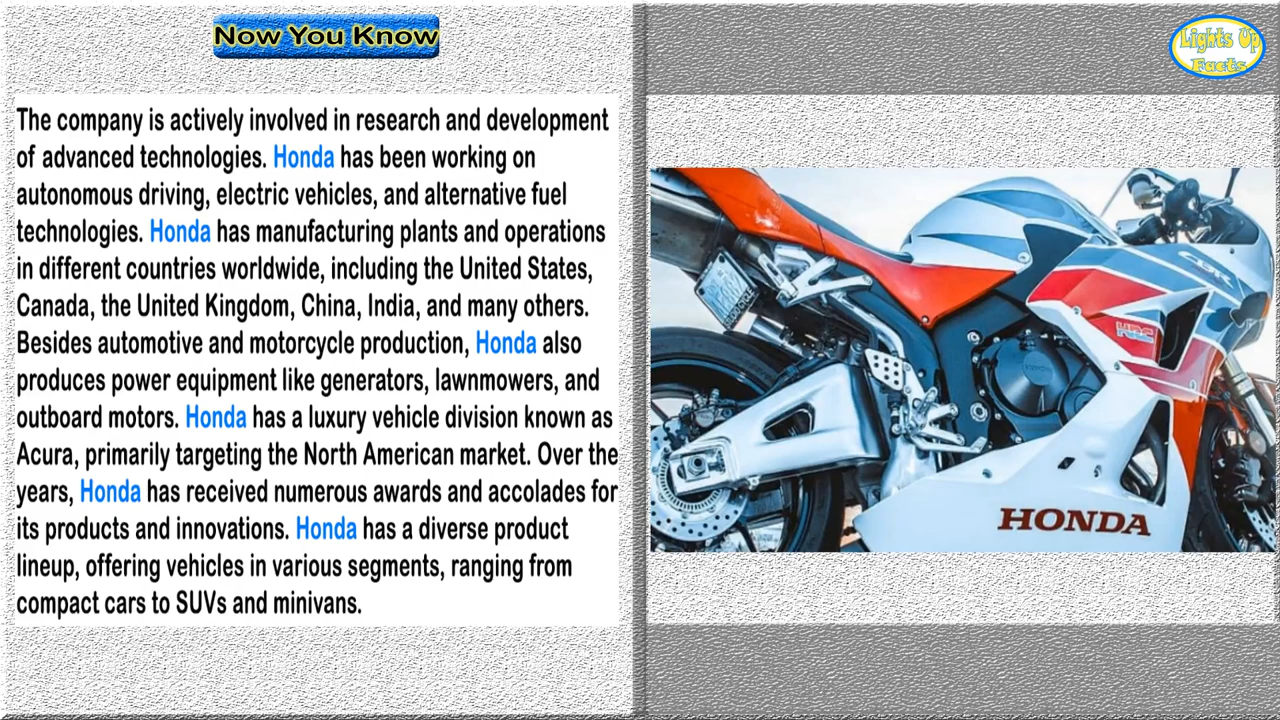 Now You Know
Lights Up
Facts
The company is actively involved in research and development
of advanced technologies. Honda has been working on
autonomous driving, electric vehicles, and alternative fuel
technologies. Honda has manufacturing plants and operations
in different countries worldwide, including the United States,
Canada, the United Kingdom, China, India, and many others.
Besides automotive and motorcycle production, Honda also
produces power equipment like generators, lawnmowers, and
outboard motors. Honda has a luxury vehicle division known as
Acura, primarily targeting the North American market. Over the
years, Honda has received numerous awards and accolades for
its products and innovations. Honda has a diverse product
lineup, offering vehicles in various segments, ranging from
compact cars to SUVs and minivans.
CBR
HRC
HONDA